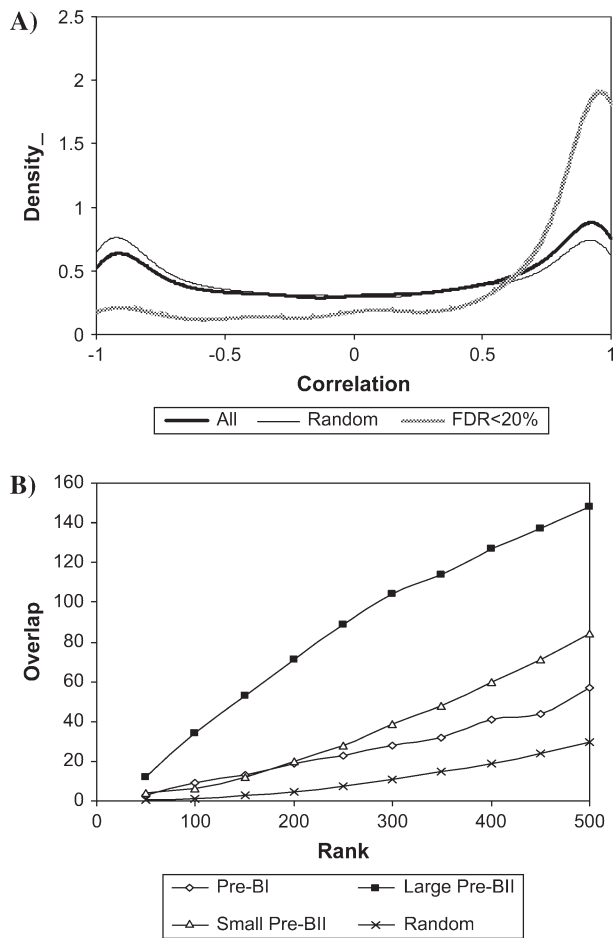 A)
2.5
2
1.5
1
0.5
0
Density_
-1 -0.5 0 0.5 1
Correlation
All Random FDR<20%
B)
160
140
120
100
80
60
40
20
0
Overlap
0 100 200 300 400 500
Rank
Pre-BI Large Pre-BII
Small Pre-BII Random